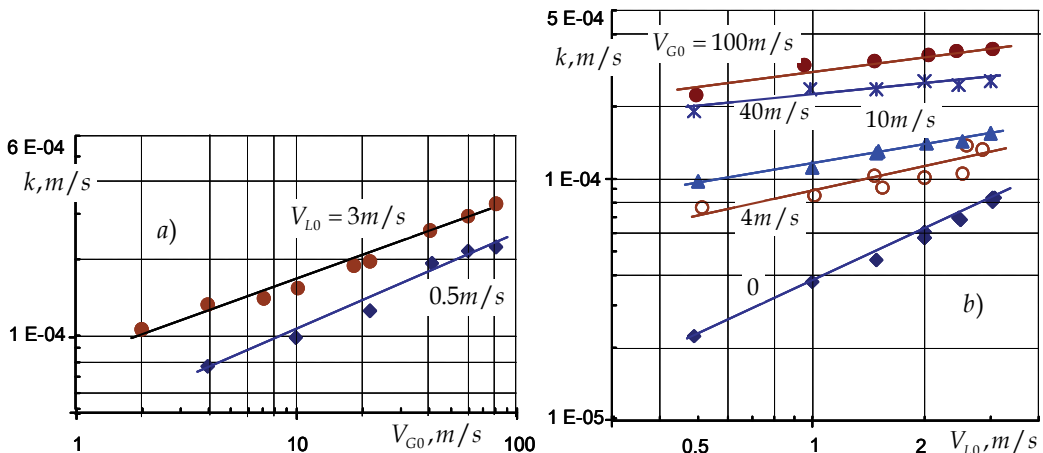 6 E-04
k,m/s
a)
V_{L0} = 3m/s
0.5m/s
1 E-04
1
10
V_{G0},m/s
100
5 E-04
k,m/s
V_{G0} = 100m/s
40m/s
10m/s
1 E-04
4m/s
0
b)
1 E-05
0.5
1
2
V_{L0},m/s